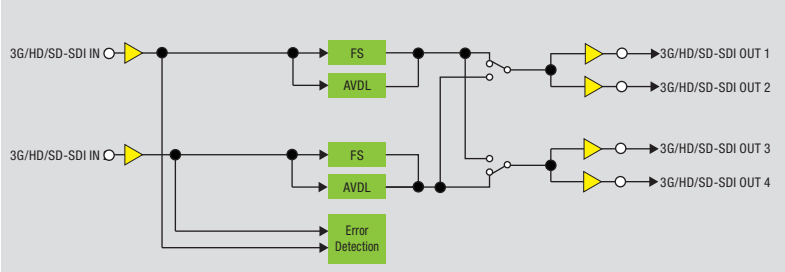 3G/HD/SD-SDI IN
FS
3G/HD/SD-SDI OUT 1
AVDL
3G/HD/SD-SDI OUT 2
3G/HD/SD-SDI IN
FS
3G/HD/SD-SDI OUT 3
AVDL
3G/HD/SD-SDI OUT 4
Error
Detection